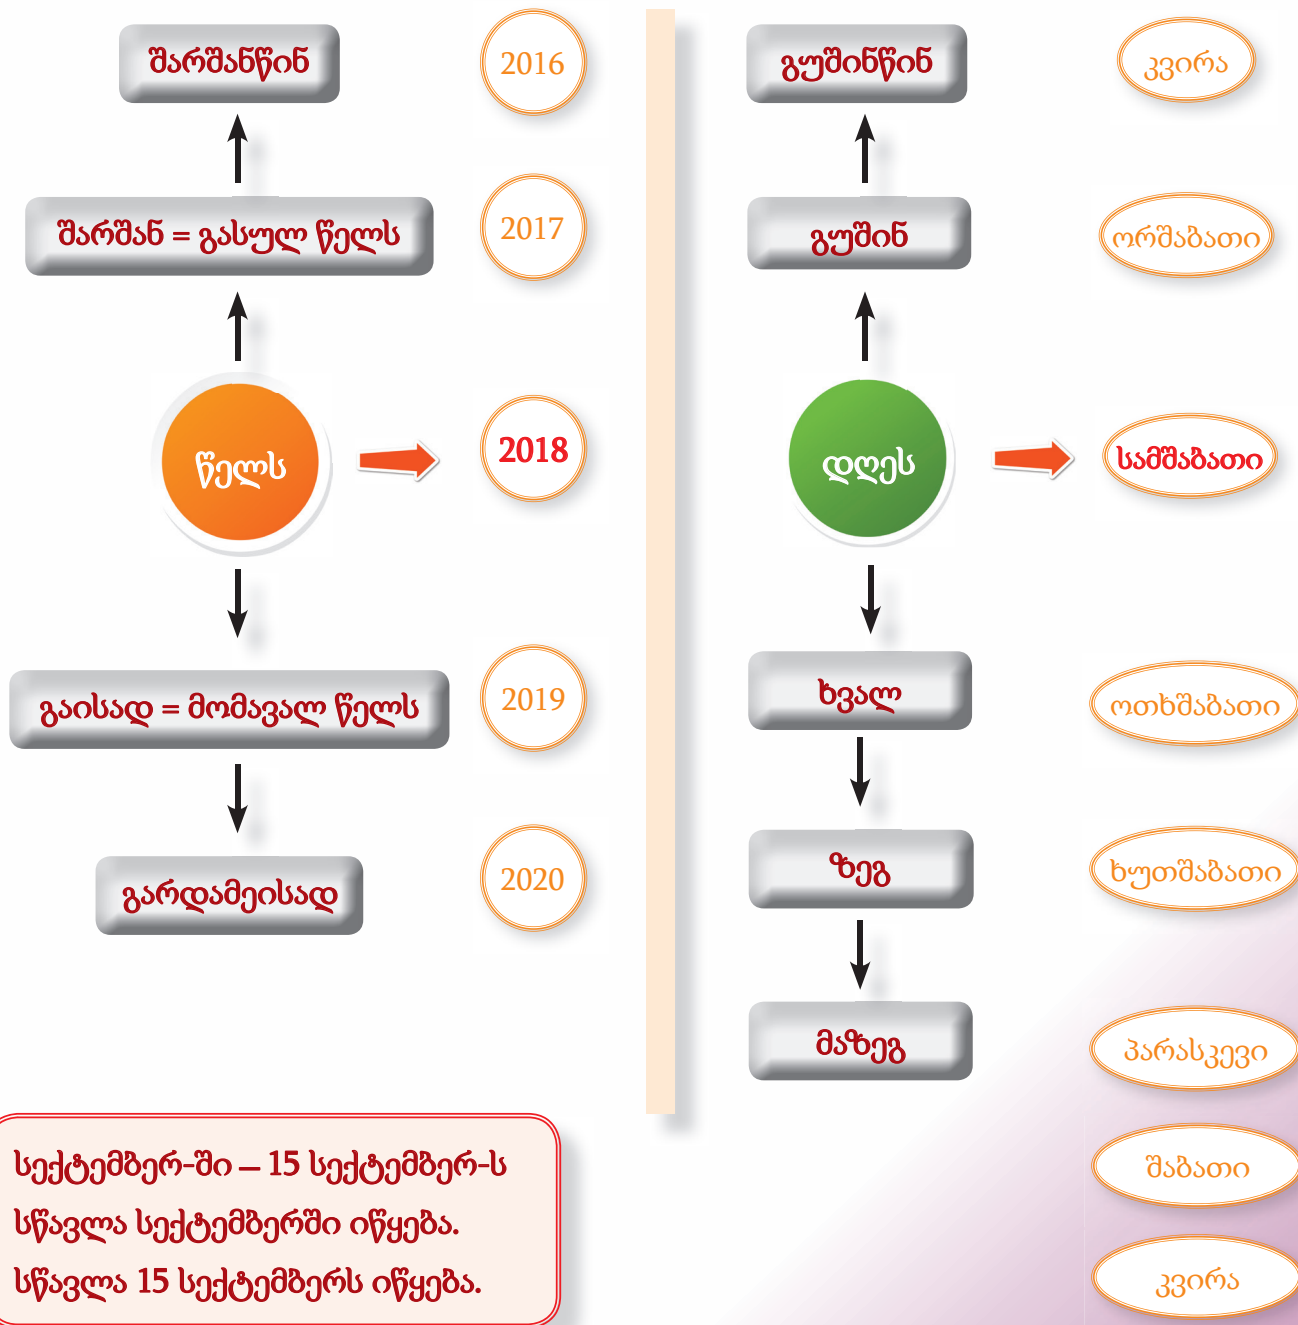 შარშანწინ
2016
შარშან = გასულ წელს
2017
წელს
2018
გაისად = მომავალ წელს
2019
გარდამეისად
2020
გუშინწინ
კვირა
გუშინ
ორშაბათი
დღეს
სამშაბათი
ხვალ
ოთხშაბათი
ზეგ
ხუთშაბათი
მაზეგ
პარასკევი
შაბათი
კვირა
სექტემბერ-ში – 15 სექტემბერ-ს
სწავლა სექტემბერში იწყება.
სწავლა 15 სექტემბერს იწყება.